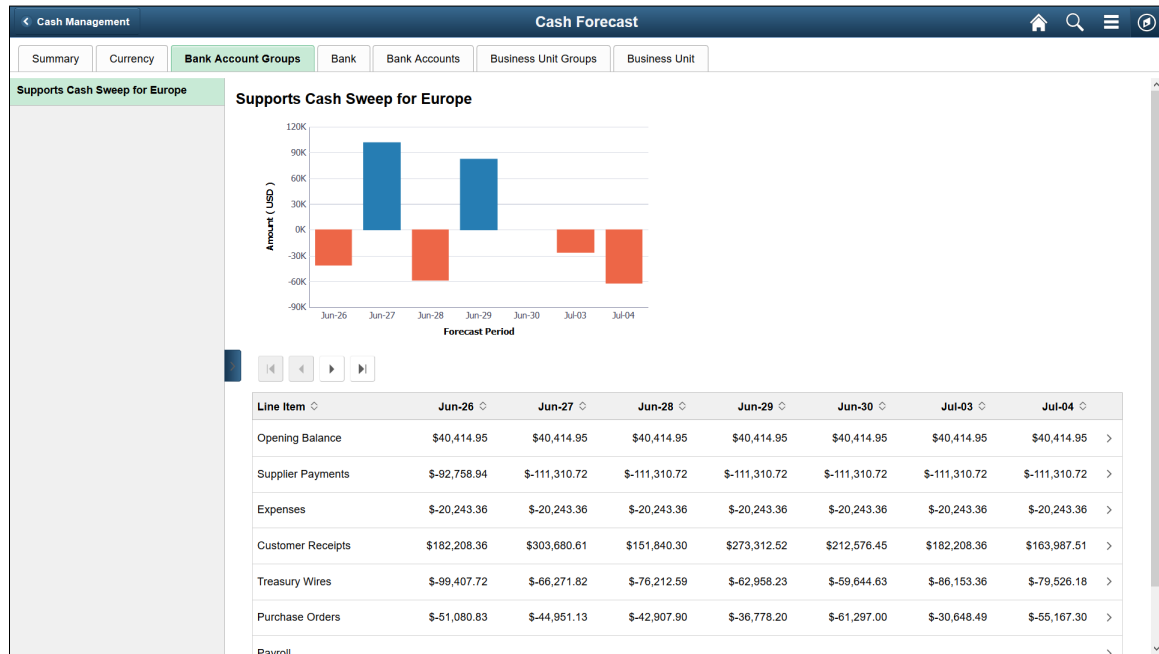 Cash Management
Cash Forecast
Summary Currency Bank Account Groups Bank Bank Accounts Business Unit Groups Business Unit
Supports Cash Sweep for Europe
Supports Cash Sweep for Europe
120K
90K
60K
30K
0K
-30K
-60K
-90K
Amount ( USD )
Jun-26 Jun-27 Jun-28 Jun-29 Jun-30 Jul-03 Jul-04
Forecast Period
Line Item Jun-26 Jun-27 Jun-28 Jun-29 Jun-30 Jul-03 Jul-04
Opening Balance $40,414.95 $40,414.95 $40,414.95 $40,414.95 $40,414.95 $40,414.95 $40,414.95
Supplier Payments $-92,758.94 $-111,310.72 $-111,310.72 $-111,310.72 $-111,310.72 $-111,310.72 $-111,310.72
Expenses $-20,243.36 $-20,243.36 $-20,243.36 $-20,243.36 $-20,243.36 $-20,243.36 $-20,243.36
Customer Receipts $182,208.36 $303,680.61 $151,840.30 $273,312.52 $212,576.45 $182,208.36 $163,987.51
Treasury Wires $-99,407.72 $-66,271.82 $-76,212.59 $-62,958.23 $-59,644.63 $-86,153.36 $-79,526.18
Purchase Orders $-51,080.83 $-44,951.13 $-42,907.90 $-36,778.20 $-61,297.00 $-30,648.49 $-55,167.30
Payroll